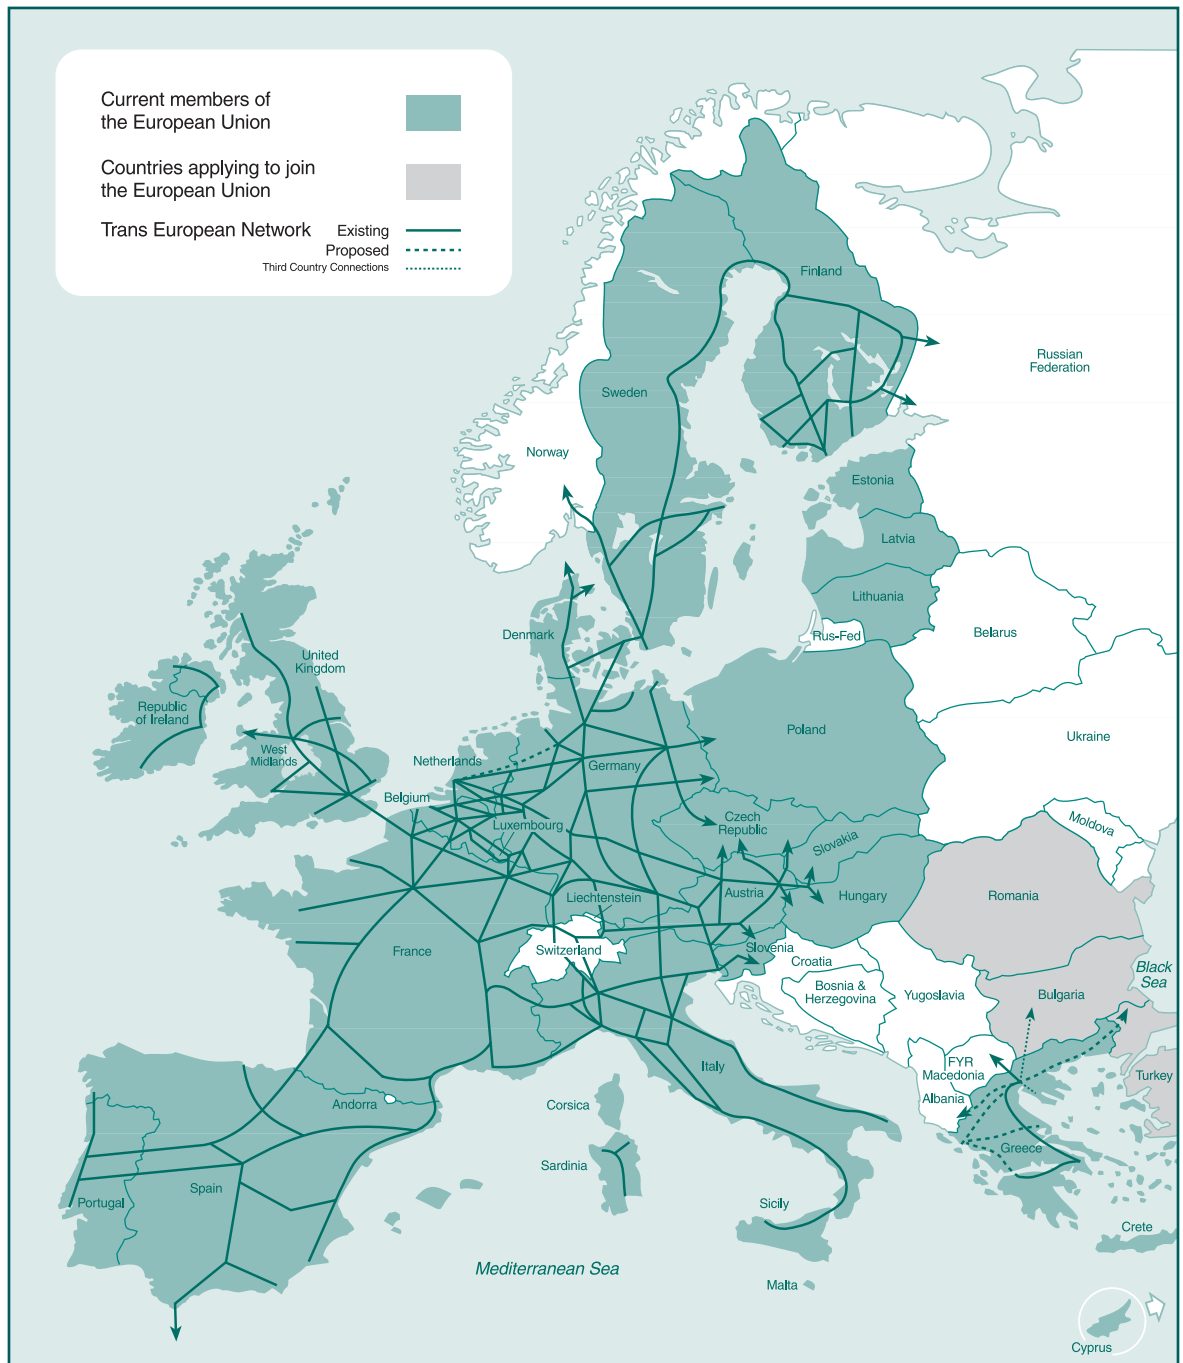 Current members of
the European Union
Countries applying to join
the European Union
Trans European Network
Existing
Proposed
Third Country Connections
Finland
Russian
Federation
Sweden
Norway
Estonia
Latvia
Lithuania
Rus-Fed
Belarus
Denmark
United
Kingdom
Republic
of Ireland
West
Midlands
Netherlands
Belgium
Germany
Poland
Ukraine
Luxembourg
Czech
Republic
Slovakia
Moldova
Austria
Hungary
Romania
Liechtenstein
Switzerland
France
Slovenia
Croatia
Bosnia &
Herzegovina
Yugoslavia
Bulgaria
Black
Sea
FYR
Macedonia
Albania
Turkey
Italy
Andorra
Corsica
Sardinia
Greece
Portugal
Spain
Sicily
Crete
Mediterranean Sea
Malta
Cyprus